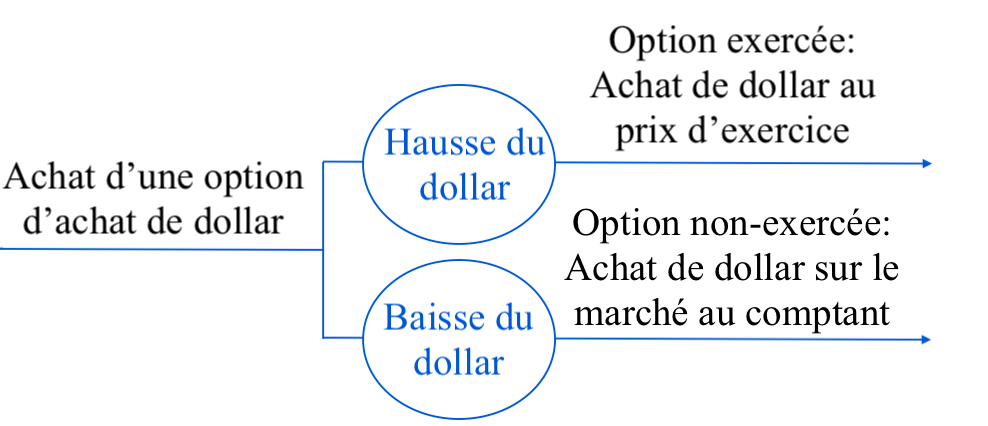 Achat d’une option
d’achat de dollar
Hausse du
dollar
Option exercée:
Achat de dollar au
prix d’exercice
Baisse du
dollar
Option non-exercée:
Achat de dollar sur le
marché au comptant